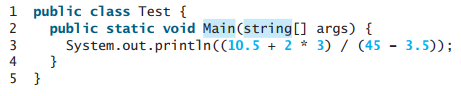 1 public class Test {
2   public static void Main(string[] args) {
3     System.out.println((10.5 + 2 * 3) / (45 - 3.5));
4   }
5 }